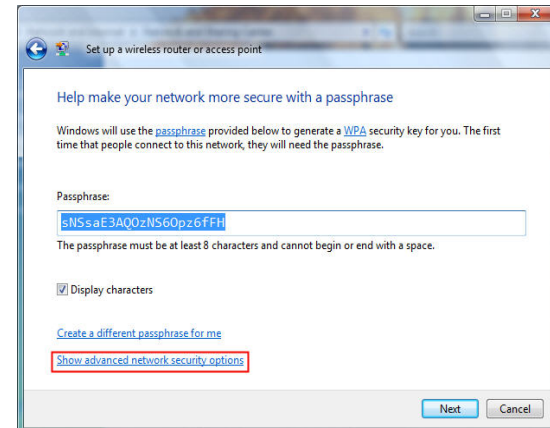 Set up a wireless router or access point
Help make your network more secure with a passphrase
Windows will use the passphrase provided below to generate a WPA security key for you. The first
time that people connect to this network, they will need the passphrase.
Passphrase:
sNSsaE3AQOzNS6Opz6fFH
The passphrase must be at least 8 characters and cannot begin or end with a space.
Display characters
Create a different passphrase for me
Show advanced network security options
Next Cancel